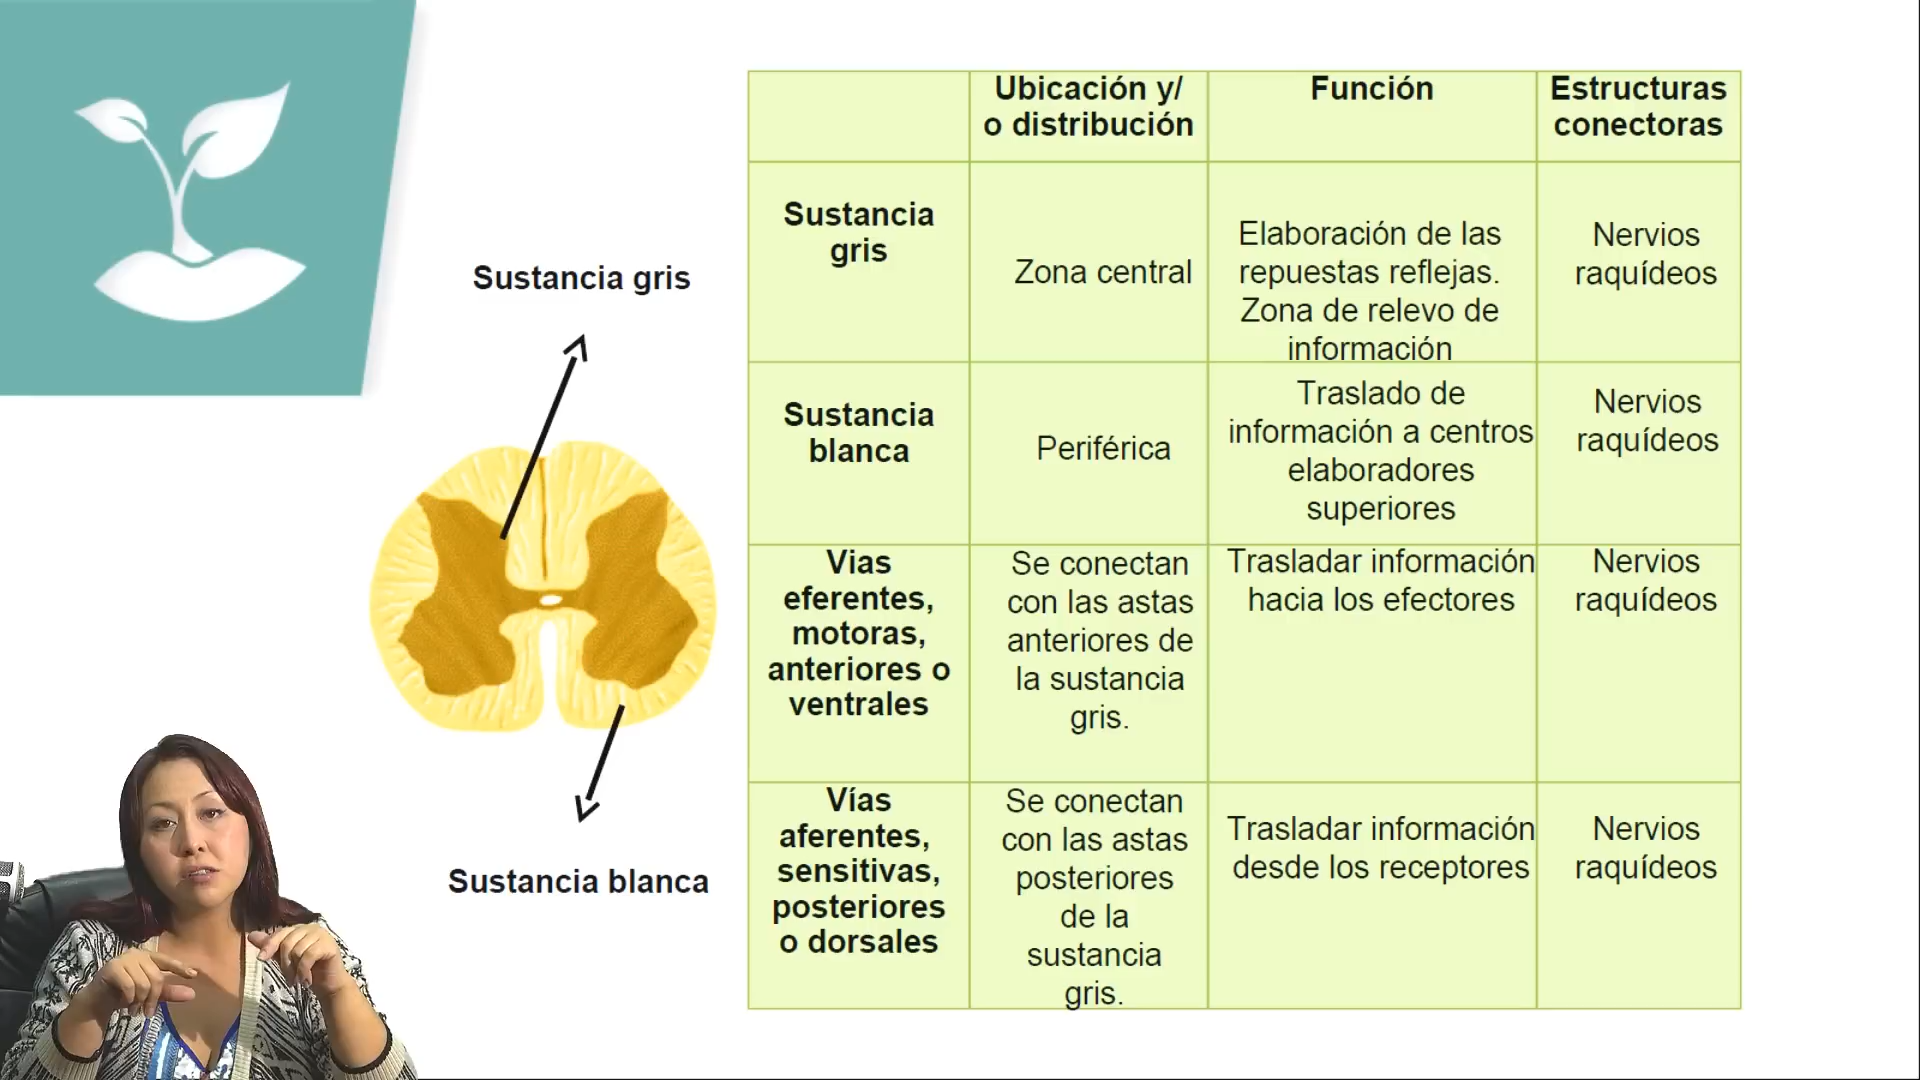 Sustancia gris
Sustancia blanca
Ubicación y/
o distribución
Función
Estructuras
conectoras
Sustancia
gris
Zona central
Elaboración de las
repuestas reflejas.
Zona de relevo de
información
Nervios
raquídeos
Sustancia
blanca
Periférica
Traslado de
información a centros
elaboradores
superiores
Nervios
raquídeos
Vias
eferentes,
motoras,
anteriores o
ventrales
Se conectan
con las astas
anteriores de
la sustancia
gris.
Trasladar información
hacia los efectores
Nervios
raquídeos
Vías
aferentes,
sensitivas,
posteriores
o dorsales
Se conectan
con las astas
posteriores
de la
sustancia
gris.
Trasladar información
desde los receptores
Nervios
raquídeos